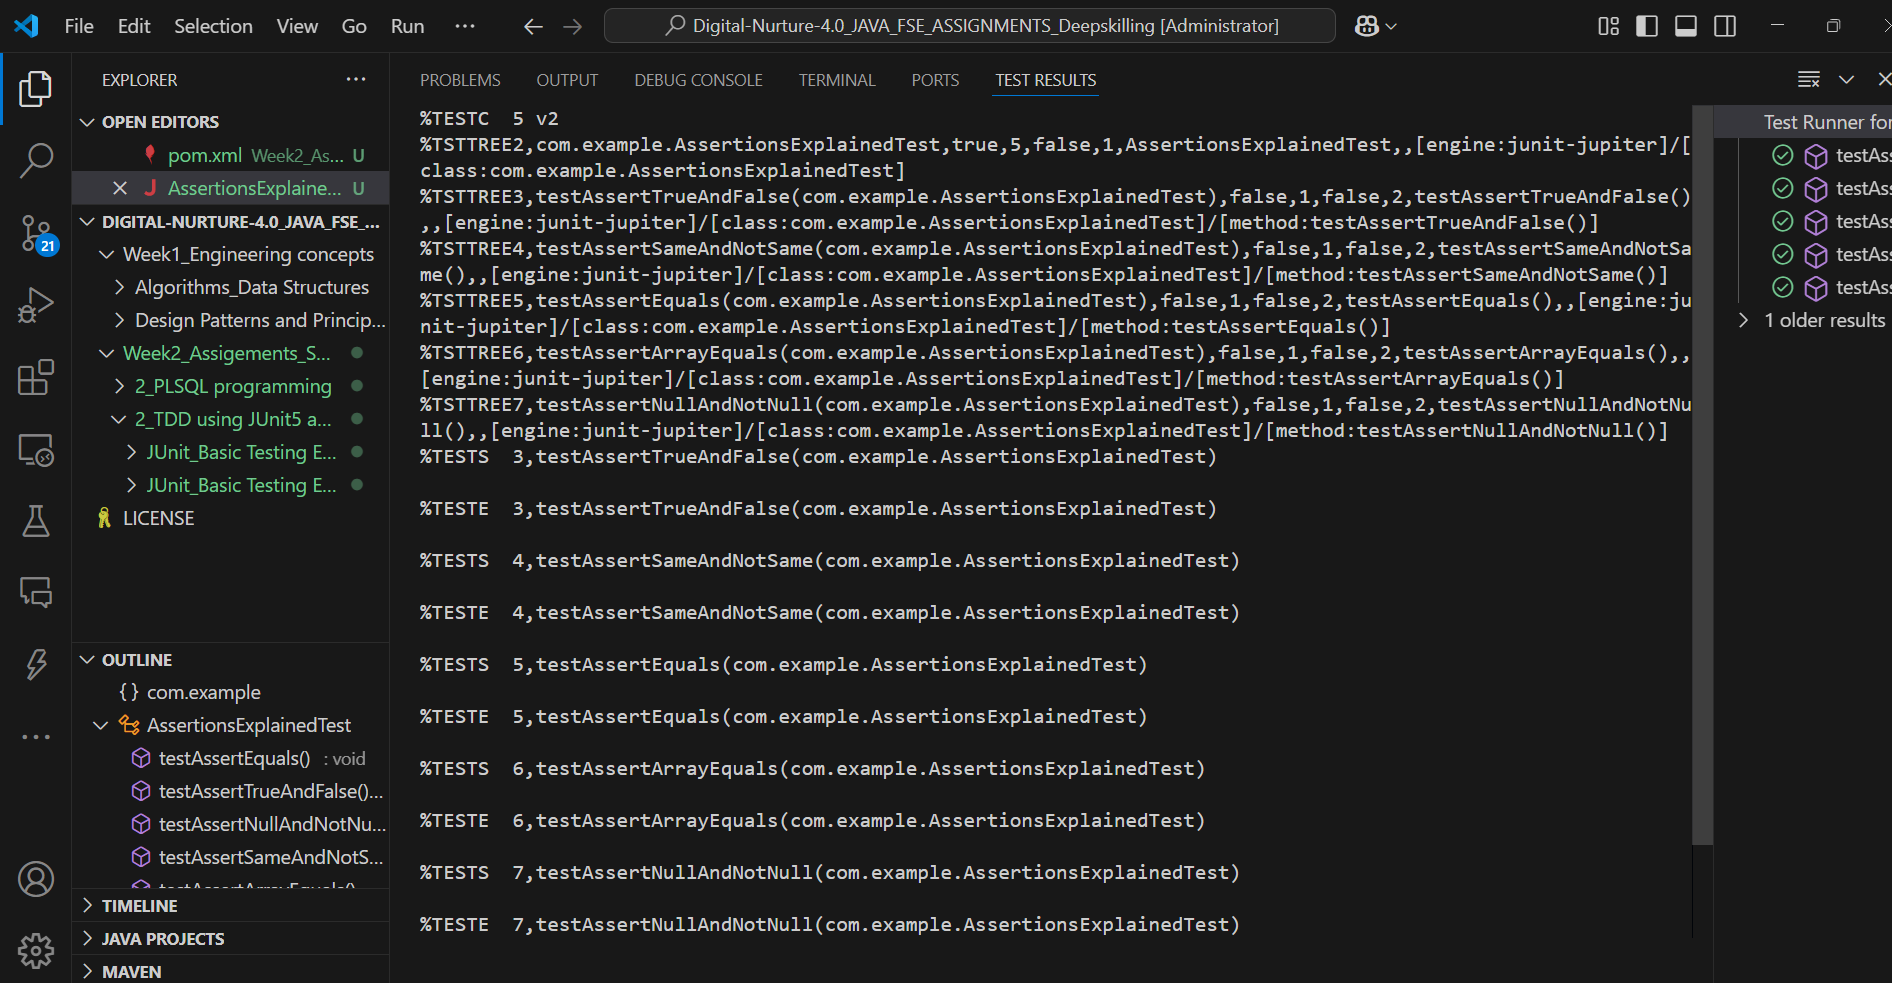 File Edit Selection View Go Run ···
Digital-Nurture-4.0_JAVA_FSE_ASSIGNMENTS_Deepskilling [Administrator]
EXPLORER ···
OPEN EDITORS
pom.xml Week2_As... U
AssertionsExplaine... U
DIGITAL-NURTURE-4.0_JAVA_FSE_...
Week1_Engineering concepts
Algorithms_Data Structures
Design Patterns and Princip...
Week2_Assigements_S...
2_PLSQL programming
2_TDD using JUnit5 a...
JUnit_Basic Testing E...
JUnit_Basic Testing E...
LICENSE
21
OUTLINE
{} com.example
AssertionsExplainedTest
testAssertEquals() : void
testAssertTrueAndFalse()...
testAssertNullAndNotNu...
testAssertSameAndNotS...
testAssertArrayEquals()
TIMELINE
JAVA PROJECTS
MAVEN
PROBLEMS OUTPUT DEBUG CONSOLE TERMINAL PORTS TEST RESULTS
%TESTC 5 v2
%TSTTREE2,com.example.AssertionsExplainedTest,true,5,false,1,AssertionsExplainedTest,,[engine:junit-jupiter]/[
class:com.example.AssertionsExplainedTest]
%TSTTREE3,testAssertTrueAndFalse(com.example.AssertionsExplainedTest),false,1,false,2,testAssertTrueAndFalse()
,,[engine:junit-jupiter]/[class:com.example.AssertionsExplainedTest]/[method:testAssertTrueAndFalse()]
%TSTTREE4,testAssertSameAndNotSame(com.example.AssertionsExplainedTest),false,1,false,2,testAssertSameAndNotSa
me(),,[engine:junit-jupiter]/[class:com.example.AssertionsExplainedTest]/[method:testAssertSameAndNotSame()]
%TSTTREE5,testAssertEquals(com.example.AssertionsExplainedTest),false,1,false,2,testAssertEquals(),,[engine:ju
nit-jupiter]/[class:com.example.AssertionsExplainedTest]/[method:testAssertEquals()]
%TSTTREE6,testAssertArrayEquals(com.example.AssertionsExplainedTest),false,1,false,2,testAssertArrayEquals(),,
[engine:junit-jupiter]/[class:com.example.AssertionsExplainedTest]/[method:testAssertArrayEquals()]
%TSTTREE7,testAssertNullAndNotNull(com.example.AssertionsExplainedTest),false,1,false,2,testAssertNullAndNotNu
ll(),,[engine:junit-jupiter]/[class:com.example.AssertionsExplainedTest]/[method:testAssertNullAndNotNull()]
%TESTS 3,testAssertTrueAndFalse(com.example.AssertionsExplainedTest)
%TESTE 3,testAssertTrueAndFalse(com.example.AssertionsExplainedTest)
%TESTS 4,testAssertSameAndNotSame(com.example.AssertionsExplainedTest)
%TESTE 4,testAssertSameAndNotSame(com.example.AssertionsExplainedTest)
%TESTS 5,testAssertEquals(com.example.AssertionsExplainedTest)
%TESTE 5,testAssertEquals(com.example.AssertionsExplainedTest)
%TESTS 6,testAssertArrayEquals(com.example.AssertionsExplainedTest)
%TESTE 6,testAssertArrayEquals(com.example.AssertionsExplainedTest)
%TESTS 7,testAssertNullAndNotNull(com.example.AssertionsExplainedTest)
%TESTE 7,testAssertNullAndNotNull(com.example.AssertionsExplainedTest)
Test Runner for
testAss
testAss
testAss
testAss
testAss
1 older results